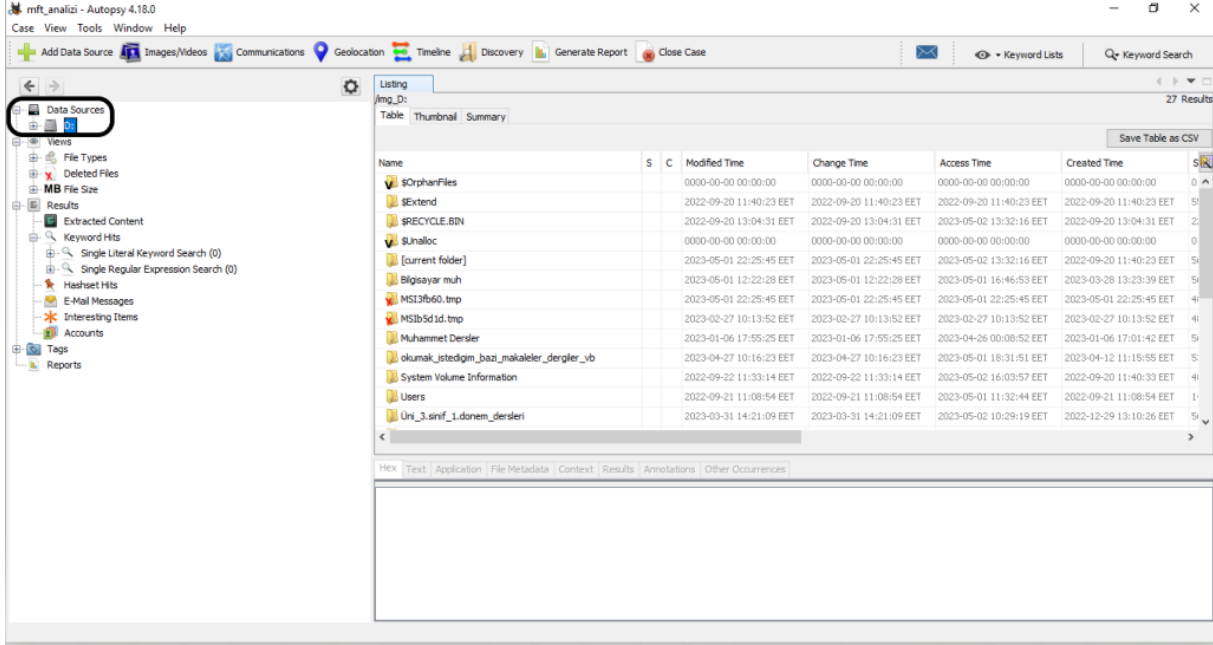 mft_analizi - Autopsy 4.18.0
Case View Tools Window Help
Add Data Source Images/Videos Communications Geolocation Timeline Discovery Generate Report Close Case Keyword Lists Keyword Search
Listing
/img_D: 27 Results
Table Thumbnail Summary
Save Table as CSV
Data Sources
D:
Views
File Types
Deleted Files
MB File Size
Results
Extracted Content
Keyword Hits
Single Literal Keyword Search (0)
Single Regular Expression Search (0)
Hashset Hits
E-Mail Messages
Interesting Items
Accounts
Tags
Reports
Name S C Modified Time Change Time Access Time Created Time
$OrphanFiles 0000-00-00 00:00:00 0000-00-00 00:00:00 0000-00-00 00:00:00 0000-00-00 00:00:00 0
$Extend 2022-09-20 11:40:23 EET 2022-09-20 11:40:23 EET 2022-09-20 11:40:23 EET 2022-09-20 11:40:23 EET
$RECYCLE.BIN 2022-09-20 13:04:31 EET 2022-09-20 13:04:31 EET 2023-05-02 13:32:16 EET 2022-09-20 13:04:31 EET
$Unalloc 0000-00-00 00:00:00 0000-00-00 00:00:00 0000-00-00 00:00:00 0000-00-00 00:00:00 0
[current folder] 2023-05-01 22:25:45 EET 2023-05-01 22:25:45 EET 2023-05-02 13:32:16 EET 2022-09-20 11:40:23 EET
Bilgisayar muh 2023-05-01 12:22:28 EET 2023-05-01 12:22:28 EET 2023-05-01 16:46:53 EET 2023-03-28 13:23:39 EET
MSI3fb60.tmp 2023-05-01 22:25:45 EET 2023-05-01 22:25:45 EET 2023-05-01 22:25:45 EET 2023-05-01 22:25:45 EET
MSIb5d1d.tmp 2023-02-27 10:13:52 EET 2023-02-27 10:13:52 EET 2023-02-27 10:13:52 EET 2023-02-27 10:13:52 EET
Muhammet Dersler 2023-01-06 17:55:25 EET 2023-01-06 17:55:25 EET 2023-04-26 00:08:52 EET 2023-01-06 17:01:42 EET
okumak_istedigim_bazi_makaleler_dergiler_vb 2023-04-27 10:16:23 EET 2023-04-27 10:16:23 EET 2023-05-01 18:31:51 EET 2023-04-12 11:15:55 EET
System Volume Information 2022-09-22 11:33:14 EET 2022-09-22 11:33:14 EET 2023-05-02 16:03:57 EET 2022-09-20 11:40:33 EET
Users 2022-09-21 11:08:54 EET 2022-09-21 11:08:54 EET 2023-05-01 11:32:44 EET 2022-09-21 11:08:54 EET
Üni_3.sinif_1.donem_dersleri 2023-03-31 14:21:09 EET 2023-03-31 14:21:09 EET 2023-05-02 10:29:19 EET 2022-12-29 13:10:26 EET
Hex Text Application File Metadata Context Results Annotations Other Occurrences